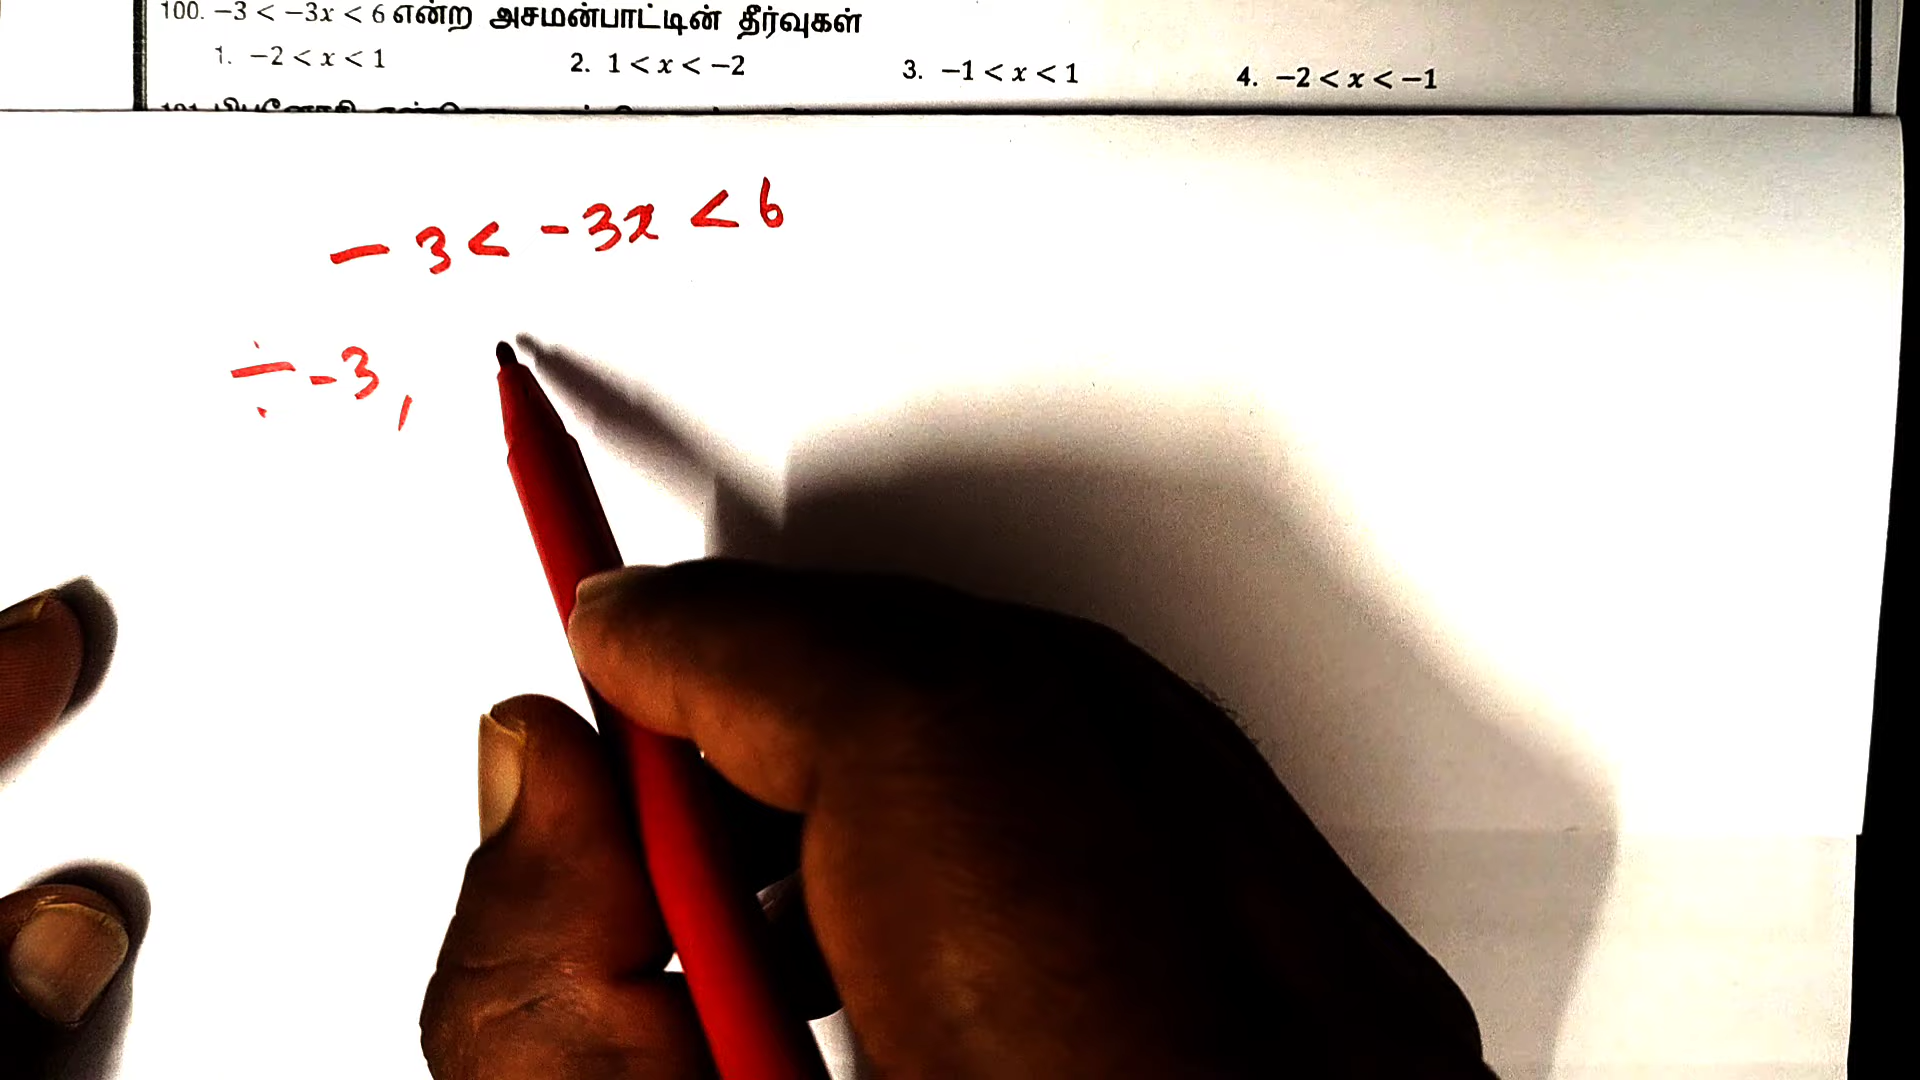 100. −3 < −3x < 6 என்ற அசமன்பாட்டின் தீர்வுகள்
1. −2 < x < 1 2. 1 < x < −2 3. −1 < x < 1 4. −2 < x < −1
− 3 < − 3x < 6
÷ -3,